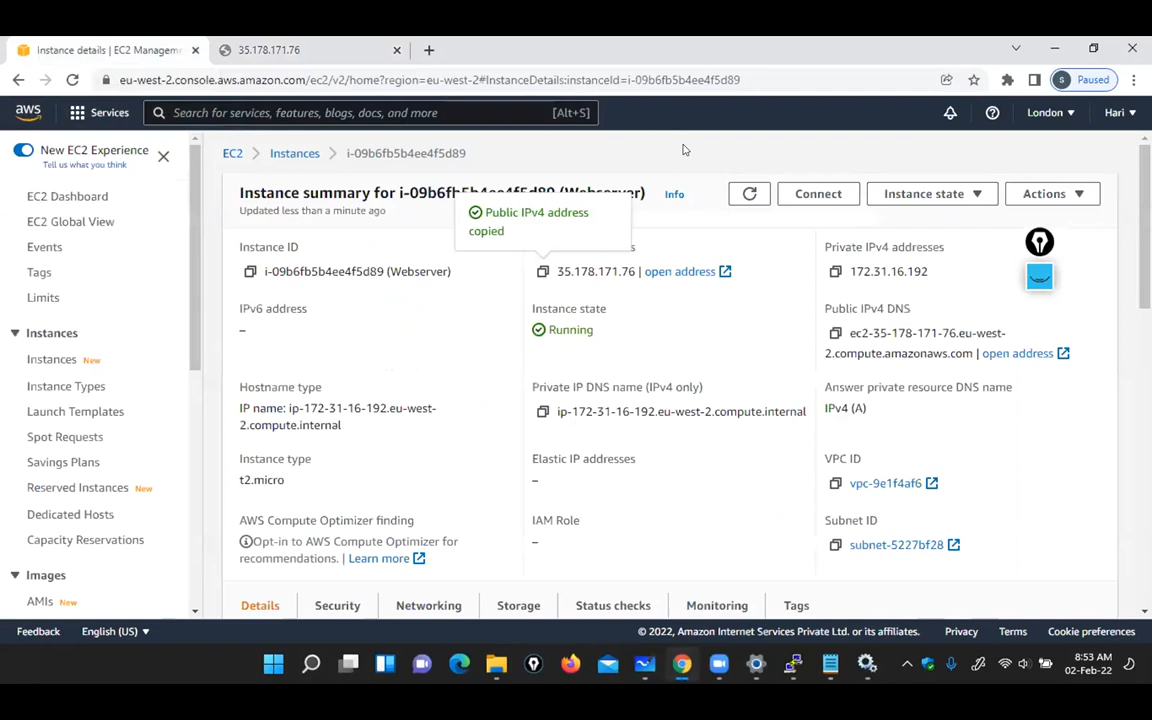 Instance details | EC2 Managem
35.178.171.76
eu-west-2.console.aws.amazon.com/ec2/v2/home?region=eu-west-2#InstanceDetails:instanceId=i-09b6fb5b4ee4f5d89
S Paused
aws
Services
Search for services, features, blogs, docs, and more
[Alt+S]
London
Hari
New EC2 Experience
Tell us what you think
EC2 Dashboard
EC2 Global View
Events
Tags
Limits
Instances
Instances New
Instance Types
Launch Templates
Spot Requests
Savings Plans
Reserved Instances New
Dedicated Hosts
Capacity Reservations
Images
AMIs New
EC2
Instances
i-09b6fb5b4ee4f5d89
Instance summary for i-09b6fb5b4ee4f5d89 (Webserver)
Info
Connect
Instance state
Actions
Updated less than a minute ago
Public IPv4 address
copied
Instance ID
i-09b6fb5b4ee4f5d89 (Webserver)
35.178.171.76 | open address
Private IPv4 addresses
172.31.16.192
IPv6 address
–
Instance state
Running
Public IPv4 DNS
ec2-35-178-171-76.eu-west-
2.compute.amazonaws.com | open address
Hostname type
IP name: ip-172-31-16-192.eu-west-
2.compute.internal
Private IP DNS name (IPv4 only)
ip-172-31-16-192.eu-west-2.compute.internal
Answer private resource DNS name
IPv4 (A)
Instance type
t2.micro
Elastic IP addresses
–
VPC ID
vpc-9e1f4af6
AWS Compute Optimizer finding
Opt-in to AWS Compute Optimizer for
recommendations. | Learn more
IAM Role
–
Subnet ID
subnet-5227bf28
Details
Security
Networking
Storage
Status checks
Monitoring
Tags
Feedback
English (US)
© 2022, Amazon Internet Services Private Ltd. or its affiliates.
Privacy
Terms
Cookie preferences
8:53 AM
02-Feb-22